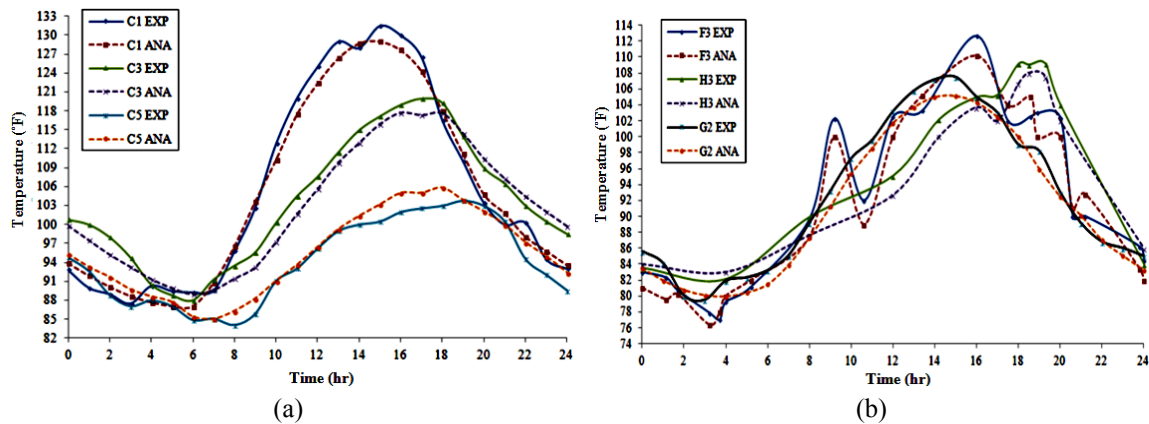 (a)
Temperature (°F)
133
130
127
124
121
118
115
112
109
106
103
100
97
94
91
88
85
82
C1 EXP
C1 ANA
C3 EXP
C3 ANA
C5 EXP
C5 ANA
0 2 4 6 8 10 12 14 16 18 20 22 24
Time (hr)
(a)
(b)
Temperature (°F)
114
112
110
108
106
104
102
100
98
96
94
92
90
88
86
84
82
80
78
76
74
F3 EXP
F3 ANA
H3 EXP
H3 ANA
G2 EXP
G2 ANA
0 2 4 6 8 10 12 14 16 18 20 22 24
Time (hr)
(b)